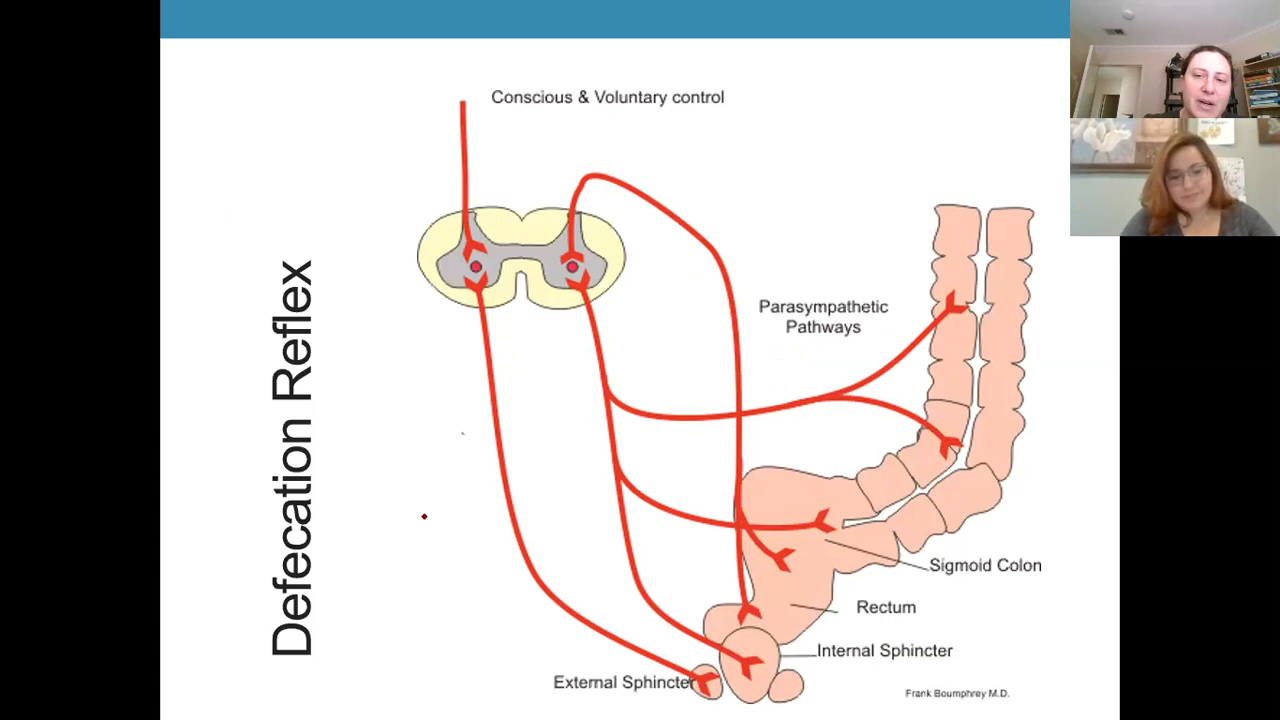 Defecation Reflex
Conscious & Voluntary control
Parasympathetic
Pathways
Sigmoid Colon
Rectum
Internal Sphincter
External Sphincter
Frank Boumphrey M.D.